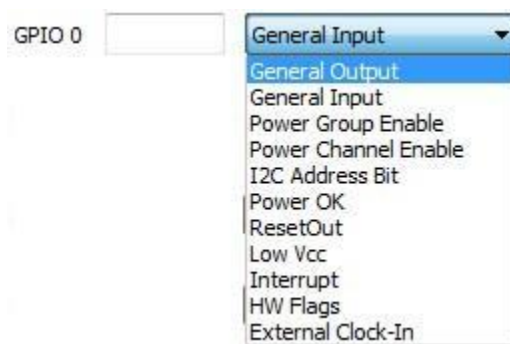 GPIO 0 General Input
General Output
General Input
Power Group Enable
Power Channel Enable
I2C Address Bit
Power OK
ResetOut
Low Vcc
Interrupt
HW Flags
External Clock-In